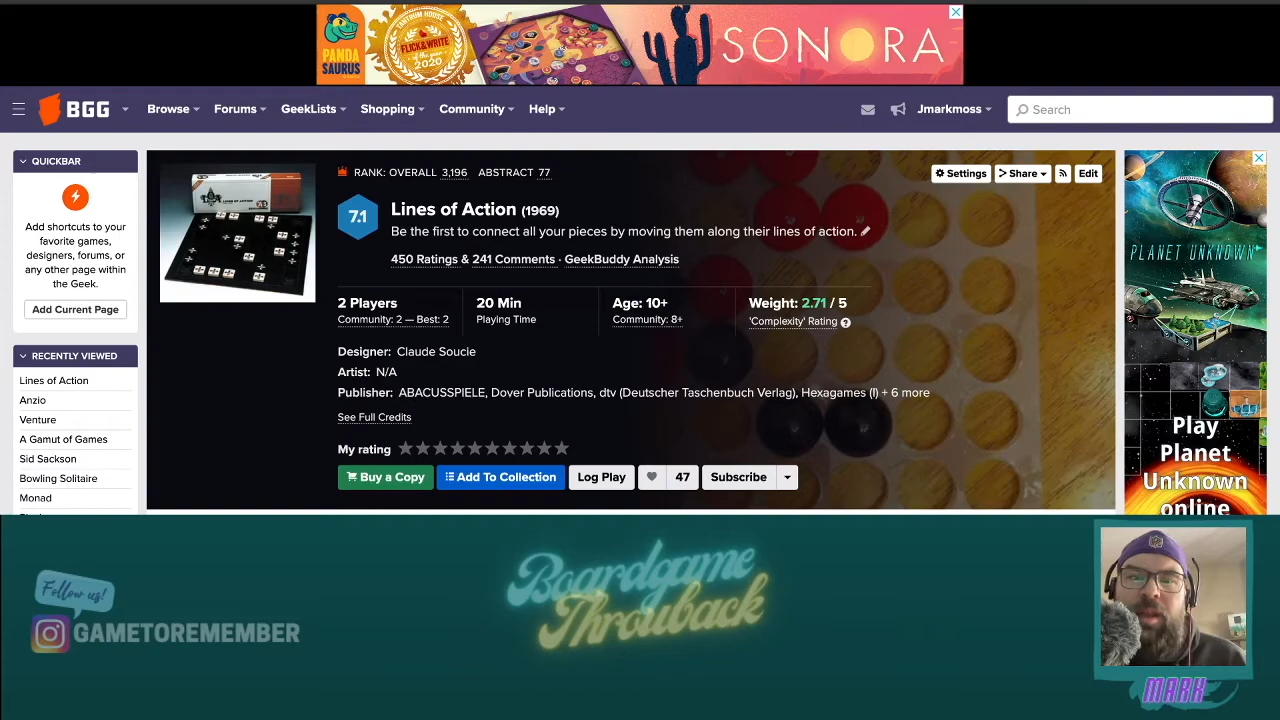 PANDA
SAURUS
TANTRUM HOUSE
FLICK&WRITE
of the year
2020
SONORA
BGG
Browse
Forums
GeekLists
Shopping
Community
Help
Jmarkmoss
Search
QUICKBAR
Add shortcuts to your
favorite games,
designers, forums, or
any other page within
the Geek.
Add Current Page
RECENTLY VIEWED
Lines of Action
Anzio
Venture
A Gamut of Games
Sid Sackson
Bowling Solitaire
Monad
RANK: OVERALL 3,196 ABSTRACT 77
Settings
Share
Edit
7.1
Lines of Action (1969)
Be the first to connect all your pieces by moving them along their lines of action.
450 Ratings & 241 Comments · GeekBuddy Analysis
2 Players
Community: 2 — Best: 2
20 Min
Playing Time
Age: 10+
Community: 8+
Weight: 2.71 / 5
'Complexity' Rating
Designer: Claude Soucie
Artist: N/A
Publisher: ABACUSSPIELE, Dover Publications, dtv (Deutscher Taschenbuch Verlag), Hexagames (I) + 6 more
See Full Credits
My rating
Buy a Copy
Add To Collection
Log Play
47
Subscribe
PLANET UNKNOWN
Play
Planet
Unknown
online
Follow us!
GAMETOREMEMBER
Boardgame
Throwback
MARK